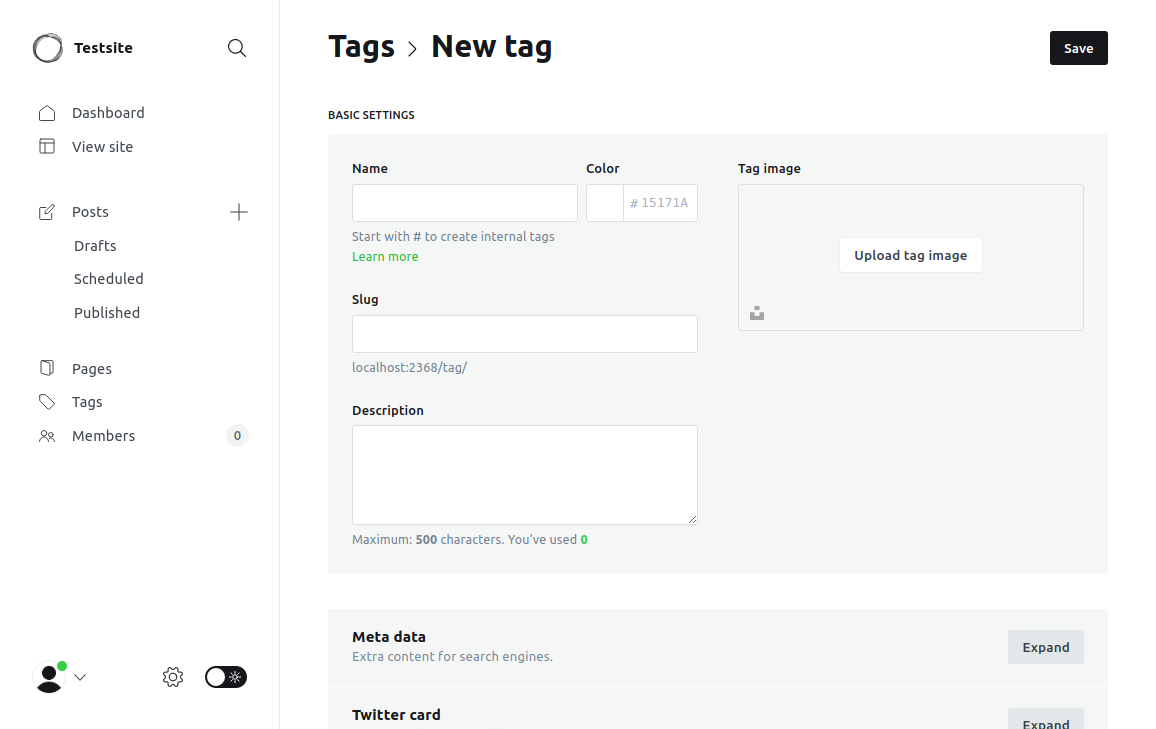 Testsite
Dashboard
View site
Posts
Drafts
Scheduled
Published
Pages
Tags
Members 0
Tags > New tag
Save
BASIC SETTINGS
Name
Color
# 15171A
Start with # to create internal tags
Learn more
Slug
localhost:2368/tag/
Description
Maximum: 500 characters. You’ve used 0
Tag image
Upload tag image
Meta data
Extra content for search engines.
Expand
Twitter card
Expand